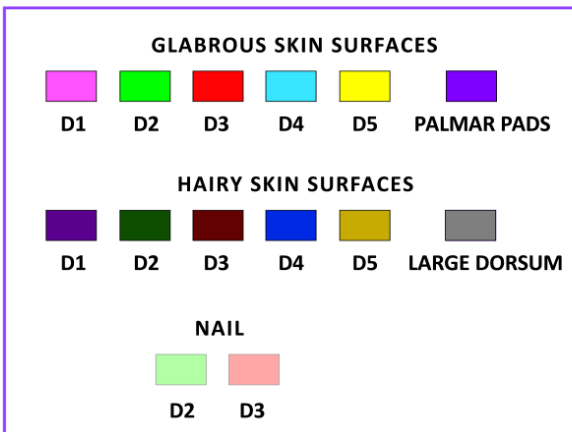 GLABROUS SKIN SURFACES
D1 D2 D3 D4 D5 PALMAR PADS
HAIRY SKIN SURFACES
D1 D2 D3 D4 D5 LARGE DORSUM
NAIL
D2 D3